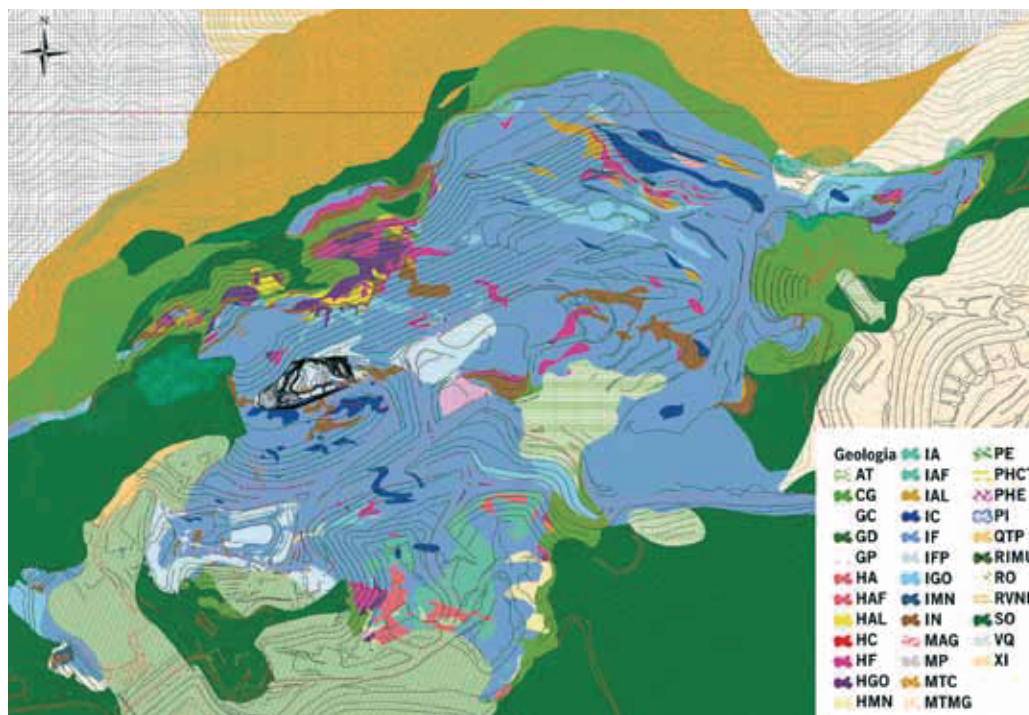 N
Geologia
AT
CG
GC
GD
GP
HA
HAF
HAL
HC
HF
HGO
HMN
IA
IAF
IAL
IC
IF
IFP
IGO
IMN
IN
MAG
MP
MTC
MTMG
PE
PHE
PI
QTP
RO
SO
VQ
XI